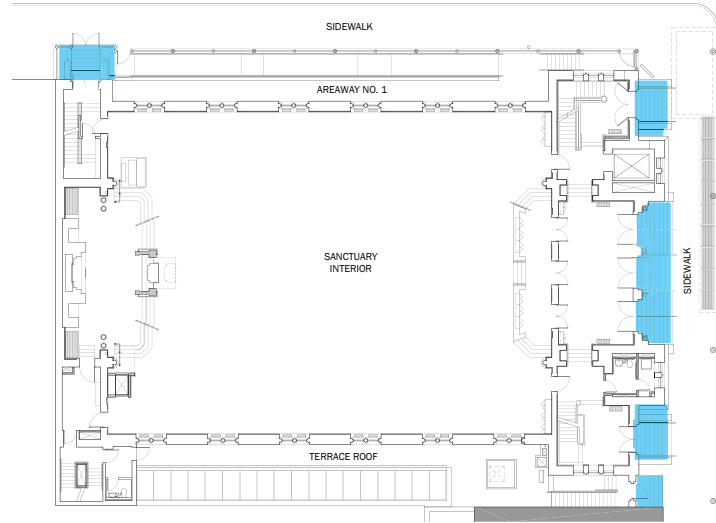 SIDEWALK
AREAWAY NO. 1
SANCTUARY
INTERIOR
SIDEWALK
TERRACE ROOF